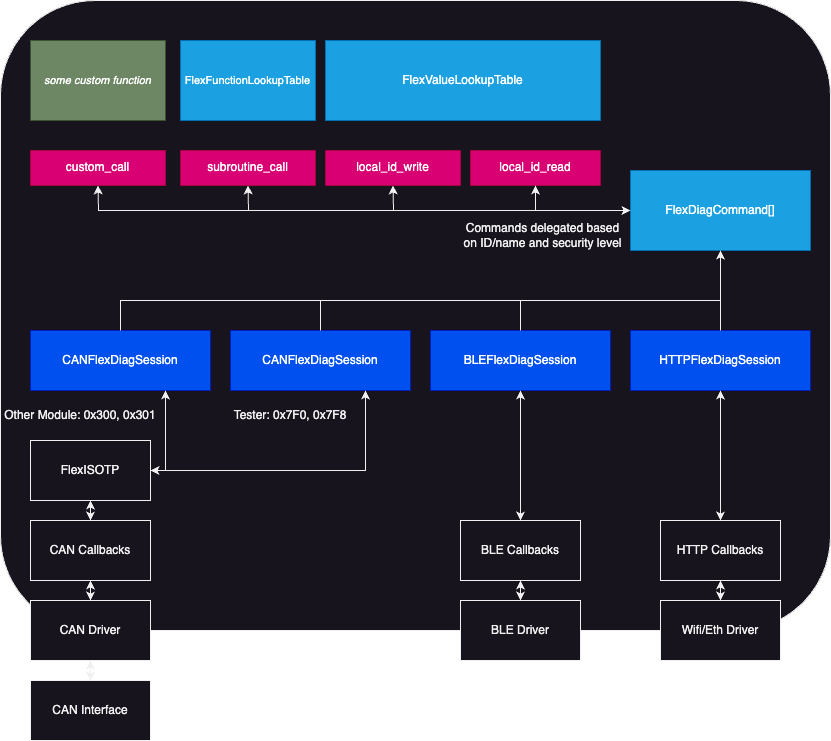 some custom function
FlexFunctionLookupTable
FlexValueLookupTable
custom_call
subroutine_call
local_id_write
local_id_read
FlexDiagCommand[]
Commands delegated based
on ID/name and security level
CANFlexDiagSession
CANFlexDiagSession
BLEFlexDiagSession
HTTPFlexDiagSession
Other Module: 0x300, 0x301
Tester: 0x7F0, 0x7F8
FlexISOTP
CAN Callbacks
BLE Callbacks
HTTP Callbacks
CAN Driver
BLE Driver
Wifi/Eth Driver
CAN Interface